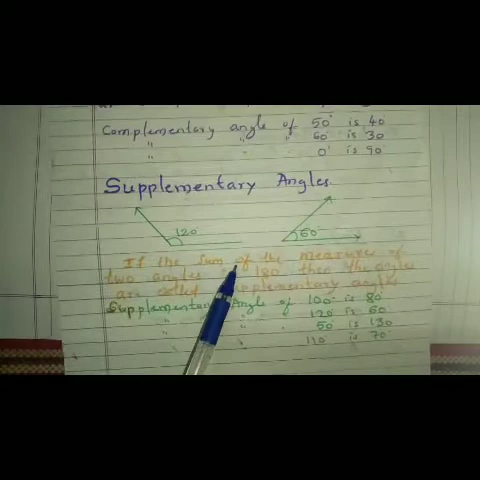 Complementary angle of 50° is 40°
" " " 60° is 30
" " 0° is 90
Supplementary Angles
120°
60°
If the Sum of the measures of
two angles 180° then the angles
are called supplementary angles
Supplementary Angle of 100° is 80°
" " " 120° is 60
" " " 50° is 130
" " 110° is 70°